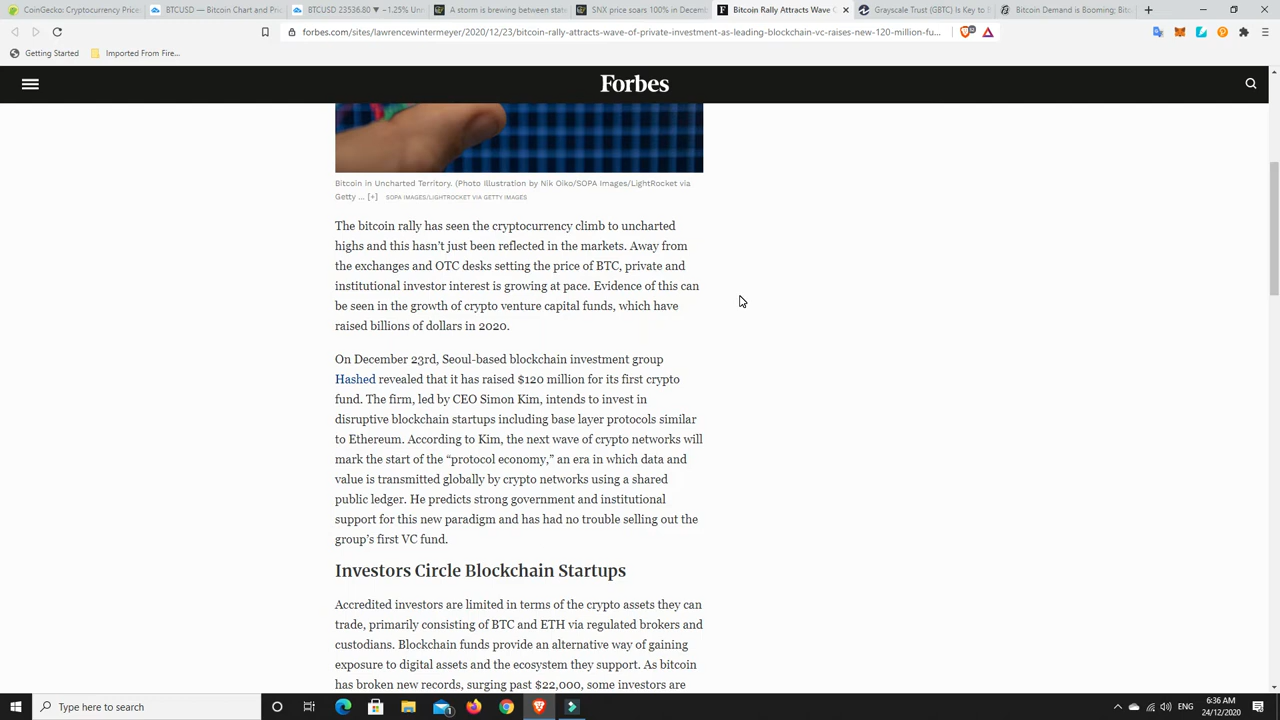 CoinGecko: Cryptocurrency Price
BTCUSD — Bitcoin Chart and Pri
BTCUSD 23536.80 ▼ −1.25% Un
A storm is brewing between stat
SNX price soars 100% in Decemb
Bitcoin Rally Attracts Wave O
Grayscale Trust (GBTC) Is Key to
Bitcoin Demand is Booming; Bit
forbes.com/sites/lawrencewintermeyer/2020/12/23/bitcoin-rally-attracts-wave-of-private-investment-as-leading-blockchain-vc-raises-new-120-million-fu...
Getting Started Imported From Fire...
Forbes
Bitcoin in Uncharted Territory. (Photo Illustration by Nik Oiko/SOPA Images/LightRocket via
Getty ... [+] SOPA IMAGES/LIGHTROCKET VIA GETTY IMAGES
The bitcoin rally has seen the cryptocurrency climb to uncharted
highs and this hasn’t just been reflected in the markets. Away from
the exchanges and OTC desks setting the price of BTC, private and
institutional investor interest is growing at pace. Evidence of this can
be seen in the growth of crypto venture capital funds, which have
raised billions of dollars in 2020.
On December 23rd, Seoul-based blockchain investment group
Hashed revealed that it has raised $120 million for its first crypto
fund. The firm, led by CEO Simon Kim, intends to invest in
disruptive blockchain startups including base layer protocols similar
to Ethereum. According to Kim, the next wave of crypto networks will
mark the start of the “protocol economy,” an era in which data and
value is transmitted globally by crypto networks using a shared
public ledger. He predicts strong government and institutional
support for this new paradigm and has had no trouble selling out the
group’s first VC fund.
Investors Circle Blockchain Startups
Accredited investors are limited in terms of the crypto assets they can
trade, primarily consisting of BTC and ETH via regulated brokers and
custodians. Blockchain funds provide an alternative way of gaining
exposure to digital assets and the ecosystem they support. As bitcoin
has broken new records, surging past $22,000, some investors are
Type here to search
ENG
6:36 AM
24/12/2020